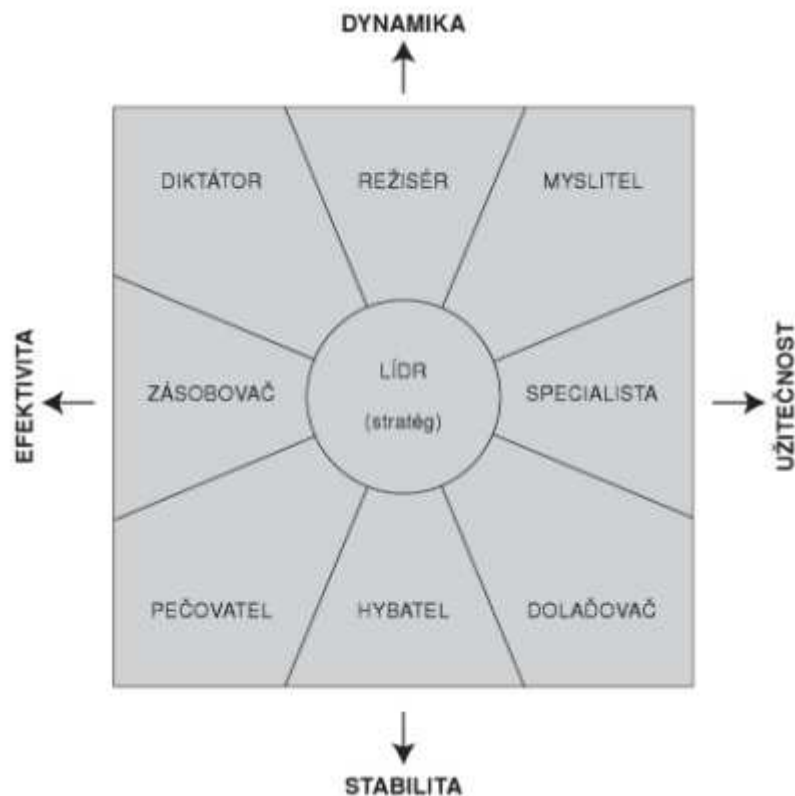 DYNAMIKA
DIKTÁTOR
REŽISÉR
MYSLITEL
EFEKTIVITA
ZÁSOBOVAČ
LÍDR
(stratég)
SPECIALISTA
UŽITEČNOST
PEČOVATEL
HYBATEL
DOLAĎOVAČ
STABILITA